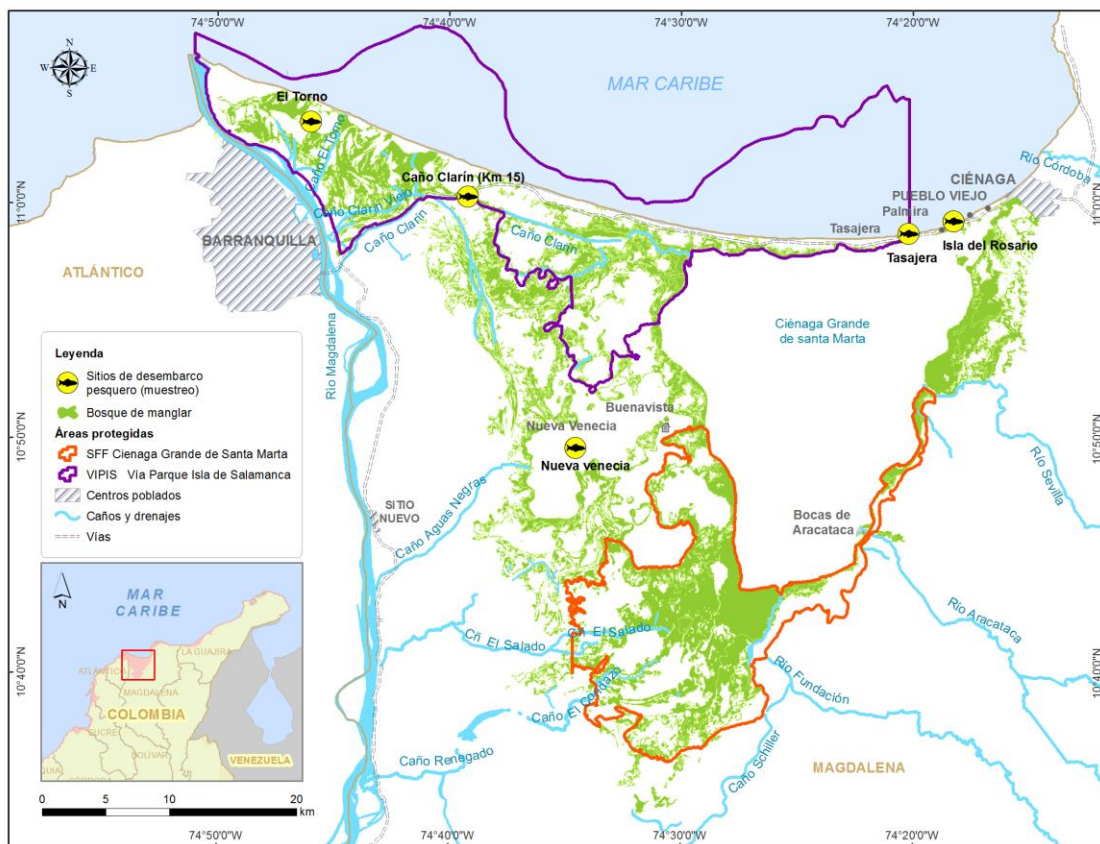 74°50'0"W
74°40'0"W
74°30'0"W
74°20'0"W
N
W
E
S
MAR CARIBE
El Torno
Caño El Torno
Caño Clarín (Km 15)
Río Córdoba
CIÉNAGA
11°0'0"N
11°0'0"N
PUEBLO VIEJO
Palmira
Caño Clarín Viejo
Caño Clarín
Caño Clarín
Tasajera
BARRANQUILLA
Isla del Rosario
Tasajera
ATLÁNTICO
Río Magdalena
Ciénaga Grande
de santa Marta
Leyenda
Sitios de desembarco
pesquero (muestreo)
Bosque de manglar
Áreas protegidas
SFF Cienaga Grande de Santa Marta
VIPIS Vía Parque Isla de Salamanca
Centros poblados
Caños y drenajes
Vías
Buenavista
Nueva Venecia
Nueva venecia
10°50'0"N
10°50'0"N
Río Sevilla
SITIO
NUEVO
Caño Aguas Negras
Bocas de
Aracataca
Río Aracataca
Cñ El Salado
Cñ El Salado
10°40'0"N
10°40'0"N
Río Fundación
Caño El Condazo
Caño Renegado
Caño Schiller
MAGDALENA
N
MAR
CARIBE
LA GUAJIRA
ATLÁNTICO
MAGDALENA
COLOMBIA
SUCRE
BOLÍVAR
VENEZUELA
CÓRDOBA
0
5
10
20
km
74°50'0"W
74°40'0"W
74°30'0"W
74°20'0"W